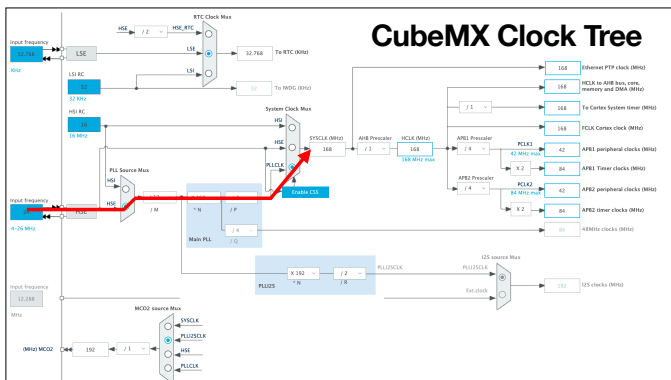 CubeMX Clock Tree
RTC Clock Mux
HSE
/ 2
HSE_RTC
Input frequency
32.768
KHz
LSE
LSE
32.768
To RTC (KHz)
LSI RC
32
32 KHz
LSI
32
To IWDG (KHz)
HSI RC
16
16 MHz
System Clock Mux
HSI
HSE
PLLCLK
Enable CSS
SYSCLK (MHz)
168
AHB Prescaler
/ 1
HCLK (MHz)
168
168 MHz max
168
Ethernet PTP clock (MHz)
168
HCLK to AHB bus, core,
memory and DMA (MHz)
/ 1
168
To Cortex System timer (MHz)
168
FCLK Cortex clock (MHz)
APB1 Prescaler
/ 4
PCLK1
42 MHz max
42
APB1 peripheral clocks (MHz)
X 2
84
APB1 Timer clocks (MHz)
APB2 Prescaler
/ 4
PCLK2
84 MHz max
42
APB2 peripheral clocks (MHz)
X 2
84
APB2 timer clocks (MHz)
84
48MHz clocks (MHz)
PLL Source Mux
HSI
HSE
Input frequency
4-26 MHz
HSE
/ M
* N
/ P
/ 4
/ Q
Main PLL
X 192
* N
/ 2
/ R
PLLI2S
PLLI2SCLK
I2S source Mux
PLLI2SCLK
Ext.clock
192
I2S clocks (MHz)
Input frequency
12.288
MHz
MCO2 source Mux
SYSCLK
PLLI2SCLK
HSE
PLLCLK
(MHz) MCO2
192
/ 1